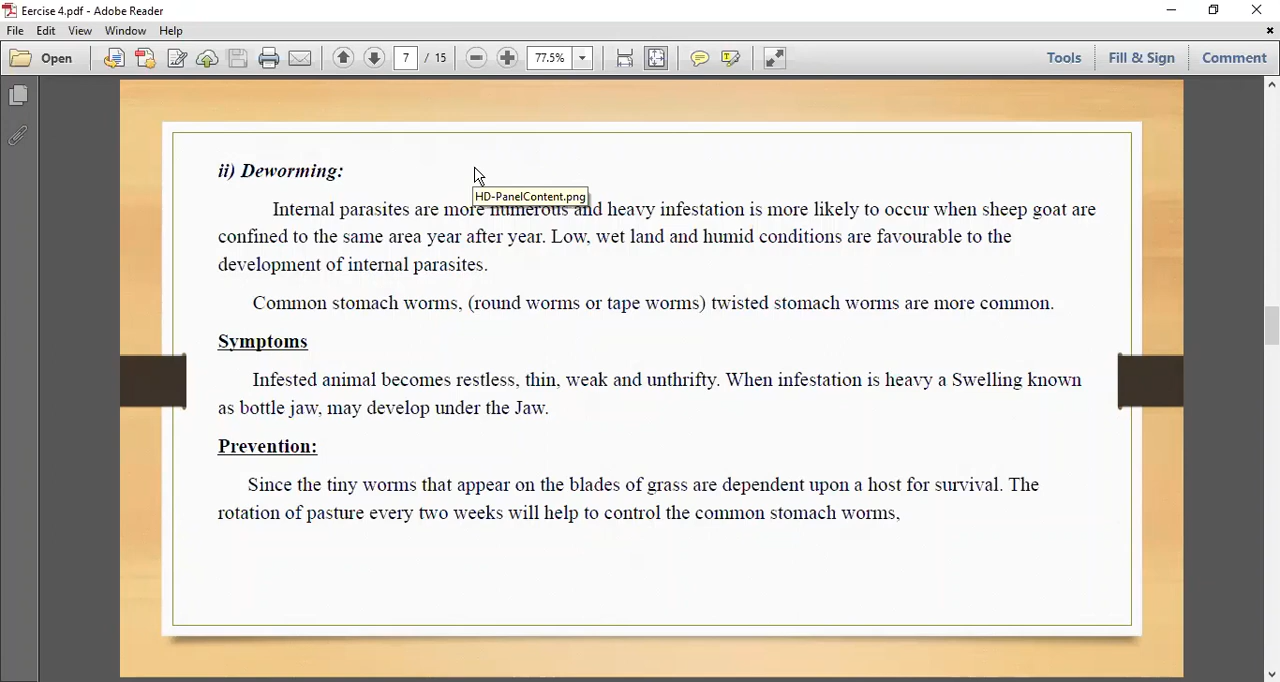 Eercise 4.pdf - Adobe Reader
File Edit View Window Help
Open 7 / 15 77.5% Tools Fill & Sign Comment
ii) Deworming:
HD-PanelContent.png
Internal parasites are more numerous and heavy infestation is more likely to occur when sheep goat are
confined to the same area year after year. Low, wet land and humid conditions are favourable to the
development of internal parasites.
Common stomach worms, (round worms or tape worms) twisted stomach worms are more common.
Symptoms
Infested animal becomes restless, thin, weak and unthrifty. When infestation is heavy a Swelling known
as bottle jaw, may develop under the Jaw.
Prevention:
Since the tiny worms that appear on the blades of grass are dependent upon a host for survival. The
rotation of pasture every two weeks will help to control the common stomach worms,